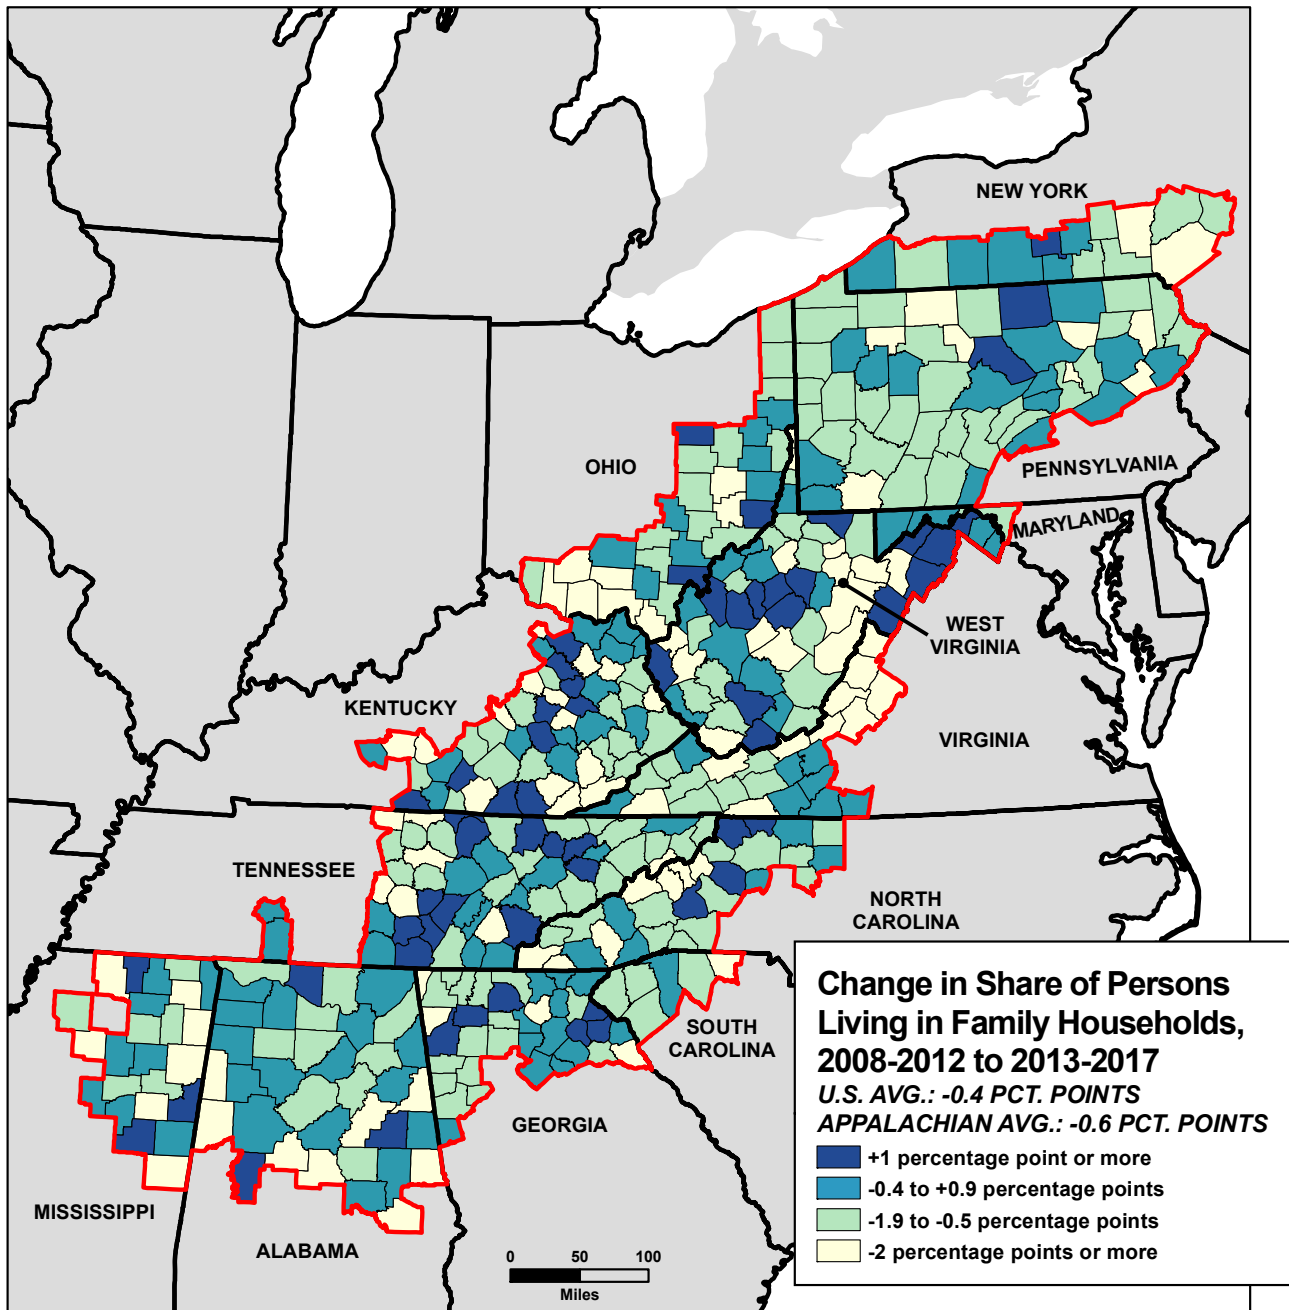 NEW YORK
OHIO
PENNSYLVANIA
MARYLAND
WEST
VIRGINIA
KENTUCKY
VIRGINIA
TENNESSEE
NORTH
CAROLINA
SOUTH
CAROLINA
GEORGIA
MISSISSIPPI
ALABAMA
0 50 100
Miles
Change in Share of Persons
Living in Family Households,
2008-2012 to 2013-2017
U.S. AVG.: -0.4 PCT. POINTS
APPALACHIAN AVG.: -0.6 PCT. POINTS
+1 percentage point or more
-0.4 to +0.9 percentage points
-1.9 to -0.5 percentage points
-2 percentage points or more